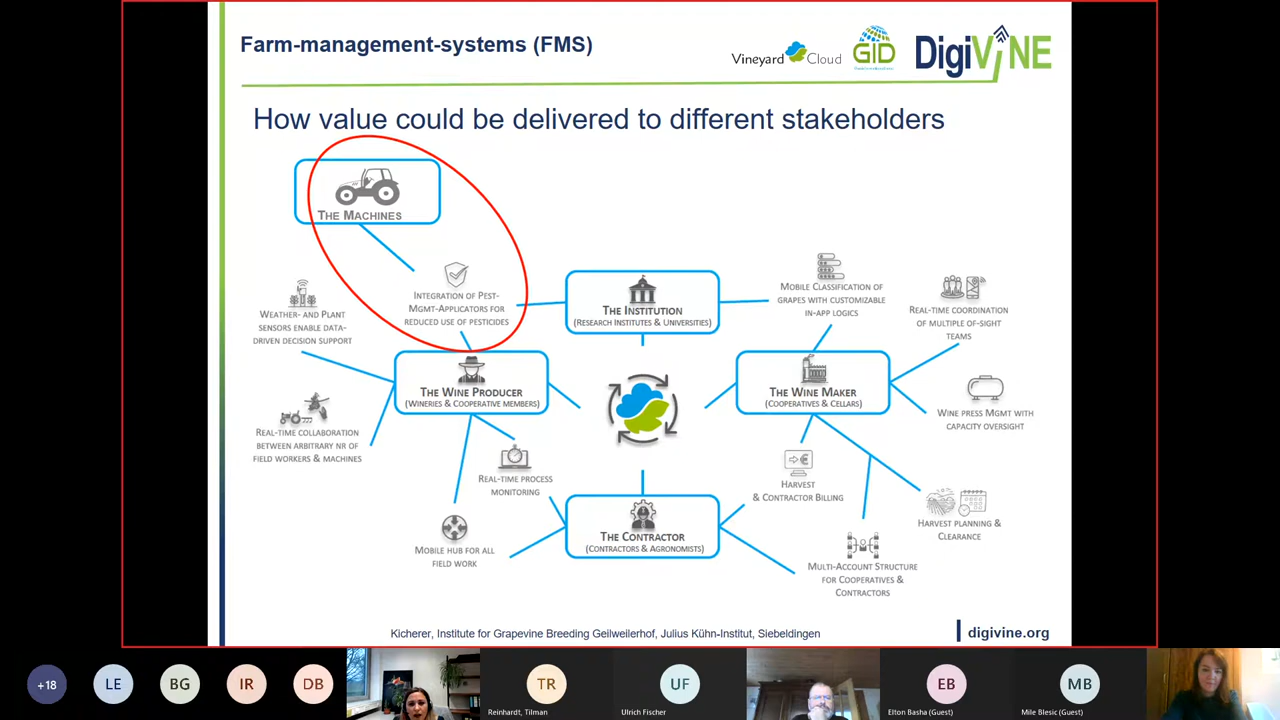 Farm-management-systems (FMS)
Vineyard Cloud
GID
DigiViNE
How value could be delivered to different stakeholders
THE MACHINES
INTEGRATION OF PEST-
MGMT-APPLICATORS FOR
REDUCED USE OF PESTICIDES
WEATHER- AND PLANT
SENSORS ENABLE DATA-
DRIVEN DECISION SUPPORT
THE INSTITUTION
(RESEARCH INSTITUTES & UNIVERSITIES)
MOBILE CLASSIFICATION OF
GRAPES WITH CUSTOMIZABLE
IN-APP LOGICS
REAL-TIME COORDINATION
OF MULTIPLE OF-SIGHT
TEAMS
THE WINE PRODUCER
(WINERIES & COOPERATIVE MEMBERS)
THE WINE MAKER
(COOPERATIVES & CELLARS)
WINE PRESS MGMT WITH
CAPACITY OVERSIGHT
REAL-TIME COLLABORATION
BETWEEN ARBITRARY NR OF
FIELD WORKERS & MACHINES
REAL-TIME PROCESS
MONITORING
HARVEST
& CONTRACTOR BILLING
HARVEST PLANNING &
CLEARANCE
MOBILE HUB FOR ALL
FIELD WORK
THE CONTRACTOR
(CONTRACTORS & AGRONOMISTS)
MULTI-ACCOUNT STRUCTURE
FOR COOPERATIVES &
CONTRACTORS
Kicherer, Institute for Grapevine Breeding Geilweilerhof, Julius Kühn-Institut, Siebeldingen
digivine.org
+18
LE
BG
IR
DB
TR
Reinhardt, Tilman
UF
Ulrich Fischer
EB
Elton Basha (Guest)
MB
Mile Blesic (Guest)